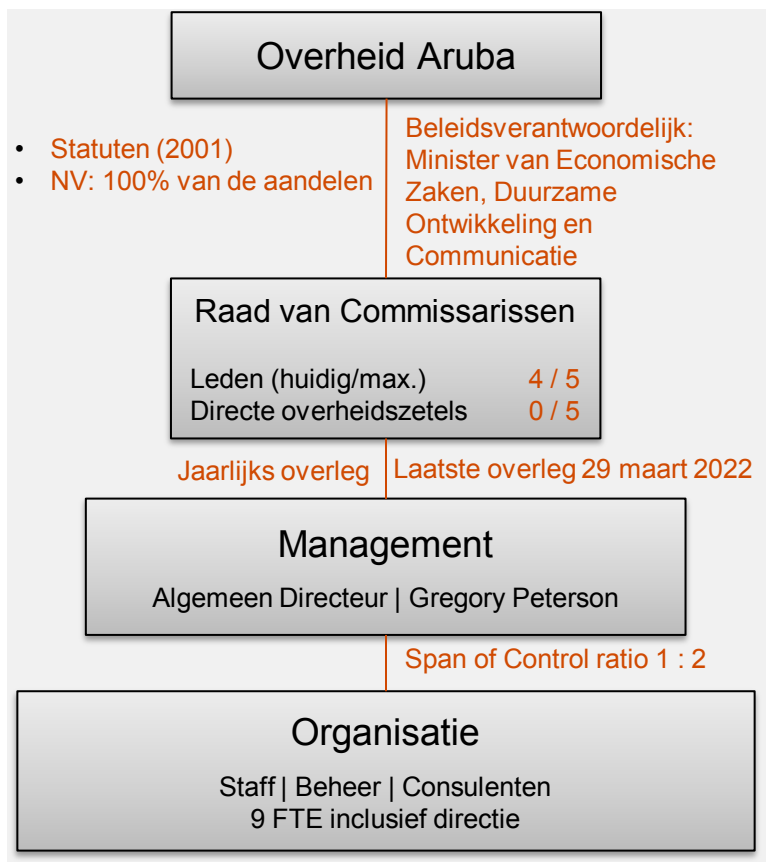 Overheid Aruba
• Statuten (2001)
• NV: 100% van de aandelen
Beleidsverantwoordelijk:
Minister van Economische
Zaken, Duurzame
Ontwikkeling en
Communicatie
Raad van Commissarissen
Leden (huidig/max.) 4 / 5
Directe overheidszetels 0 / 5
Jaarlijks overleg
Laatste overleg 29 maart 2022
Management
Algemeen Directeur | Gregory Peterson
Span of Control ratio 1 : 2
Organisatie
Staff | Beheer | Consulenten
9 FTE inclusief directie